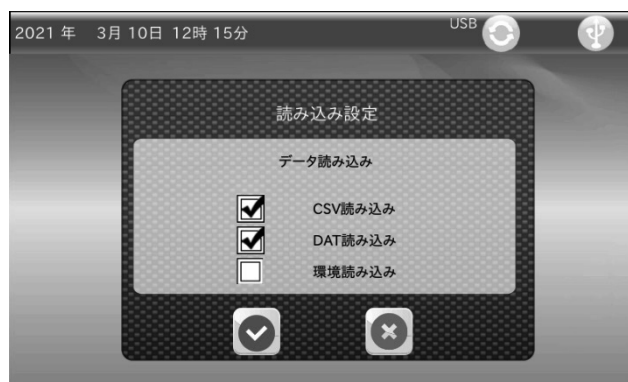 2021 年 3月 10日 12時 15分
USB
読み込み設定
データ読み込み
CSV読み込み
DAT読み込み
環境読み込み